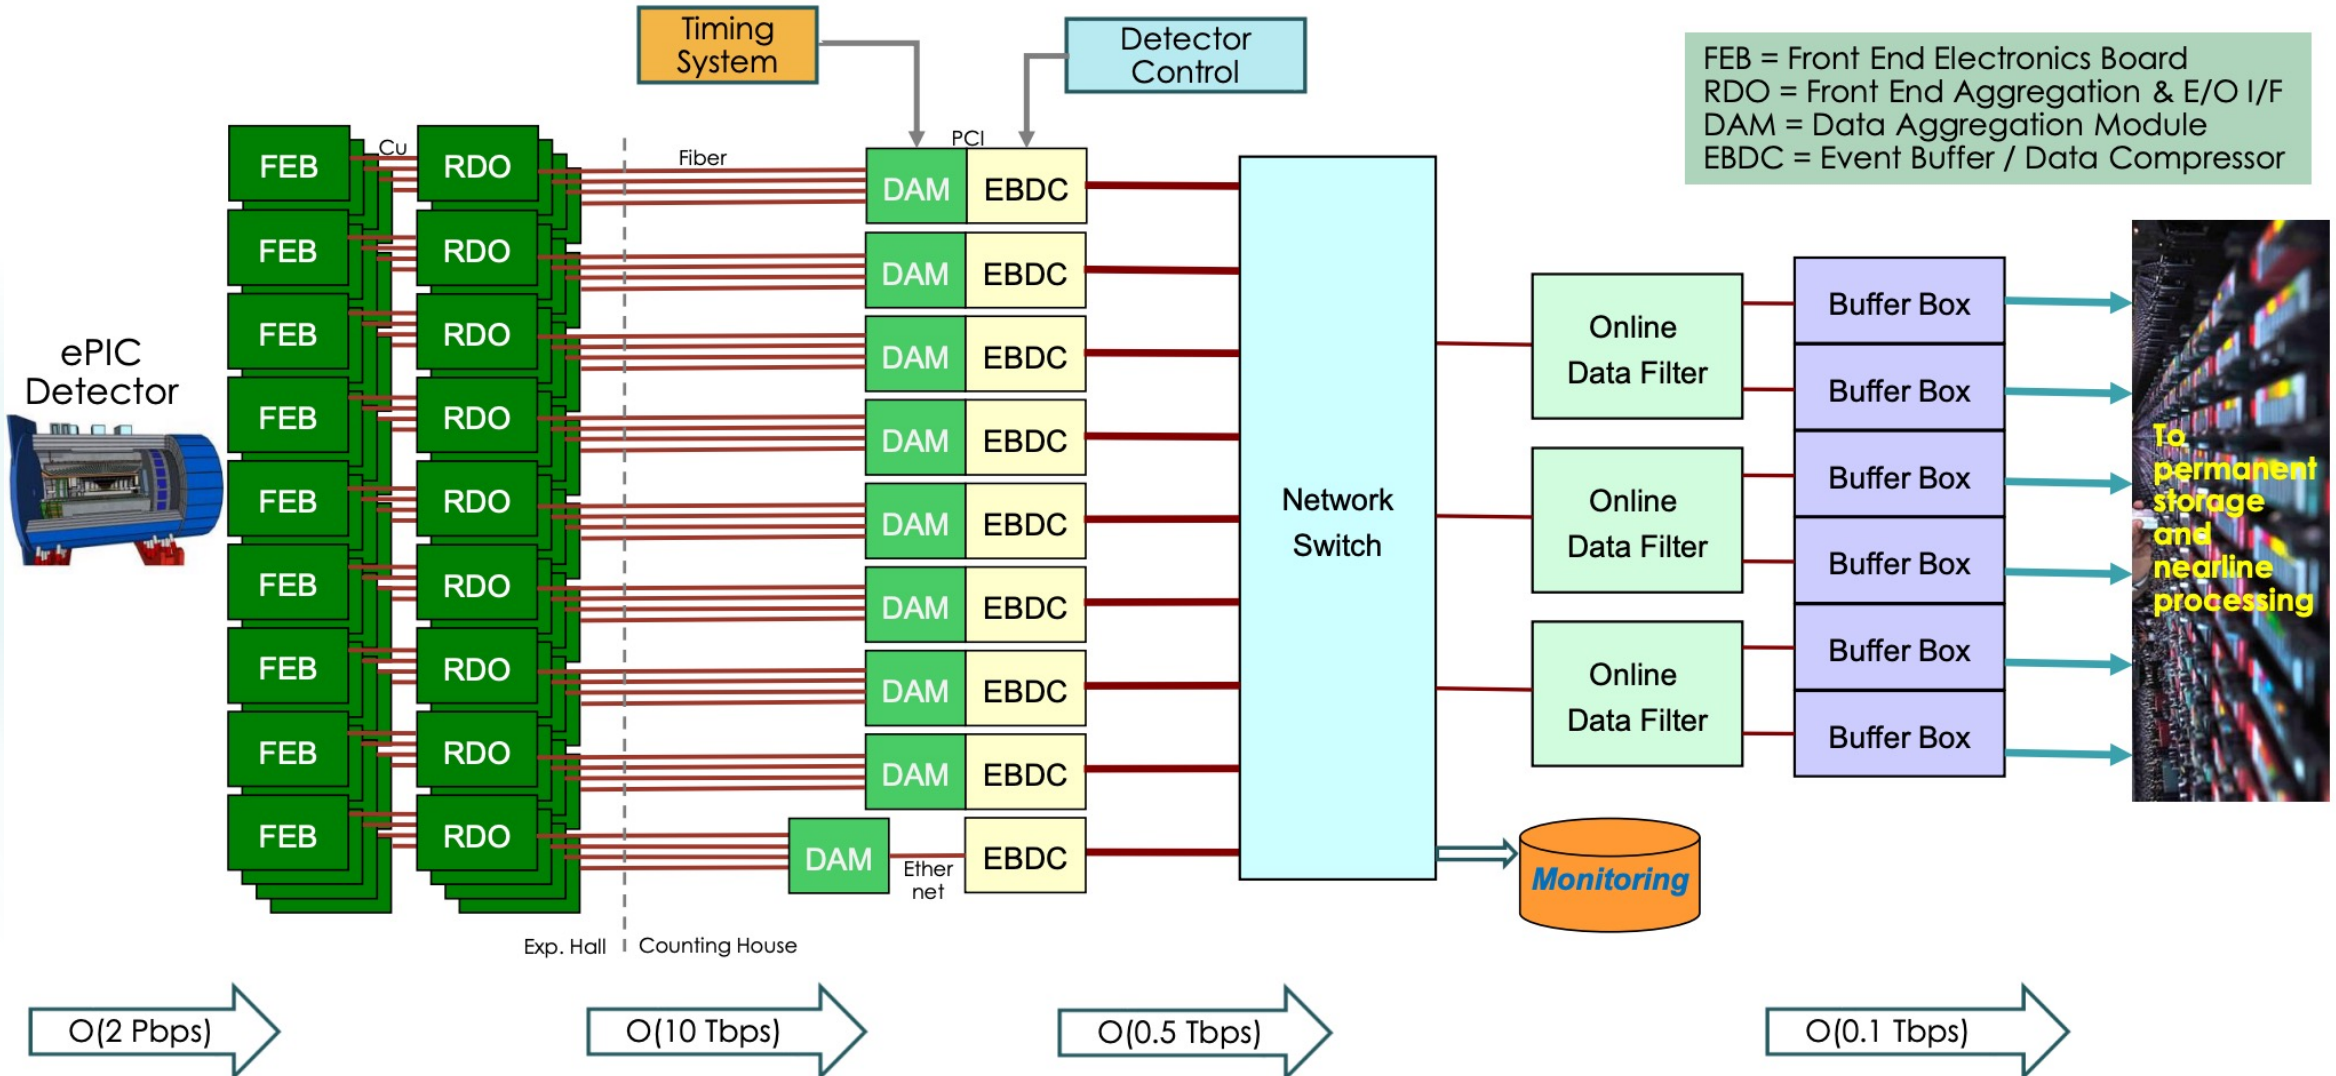 Timing
System
Detector
Control
FEB = Front End Electronics Board
RDO = Front End Aggregation & E/O I/F
DAM = Data Aggregation Module
EBDC = Event Buffer / Data Compressor
ePIC
Detector
Cu
Fiber
PCI
FEB
RDO
DAM
EBDC
FEB
RDO
DAM
EBDC
FEB
RDO
DAM
EBDC
FEB
RDO
DAM
EBDC
FEB
RDO
DAM
EBDC
FEB
RDO
DAM
EBDC
FEB
RDO
DAM
EBDC
FEB
RDO
DAM
EBDC
FEB
RDO
DAM
Ether
net
EBDC
Network
Switch
Online
Data Filter
Online
Data Filter
Online
Data Filter
Buffer Box
Buffer Box
Buffer Box
Buffer Box
Buffer Box
Buffer Box
To
permanent
storage
and
nearline
processing
Monitoring
Exp. Hall
Counting House
O(2 Pbps)
O(10 Tbps)
O(0.5 Tbps)
O(0.1 Tbps)